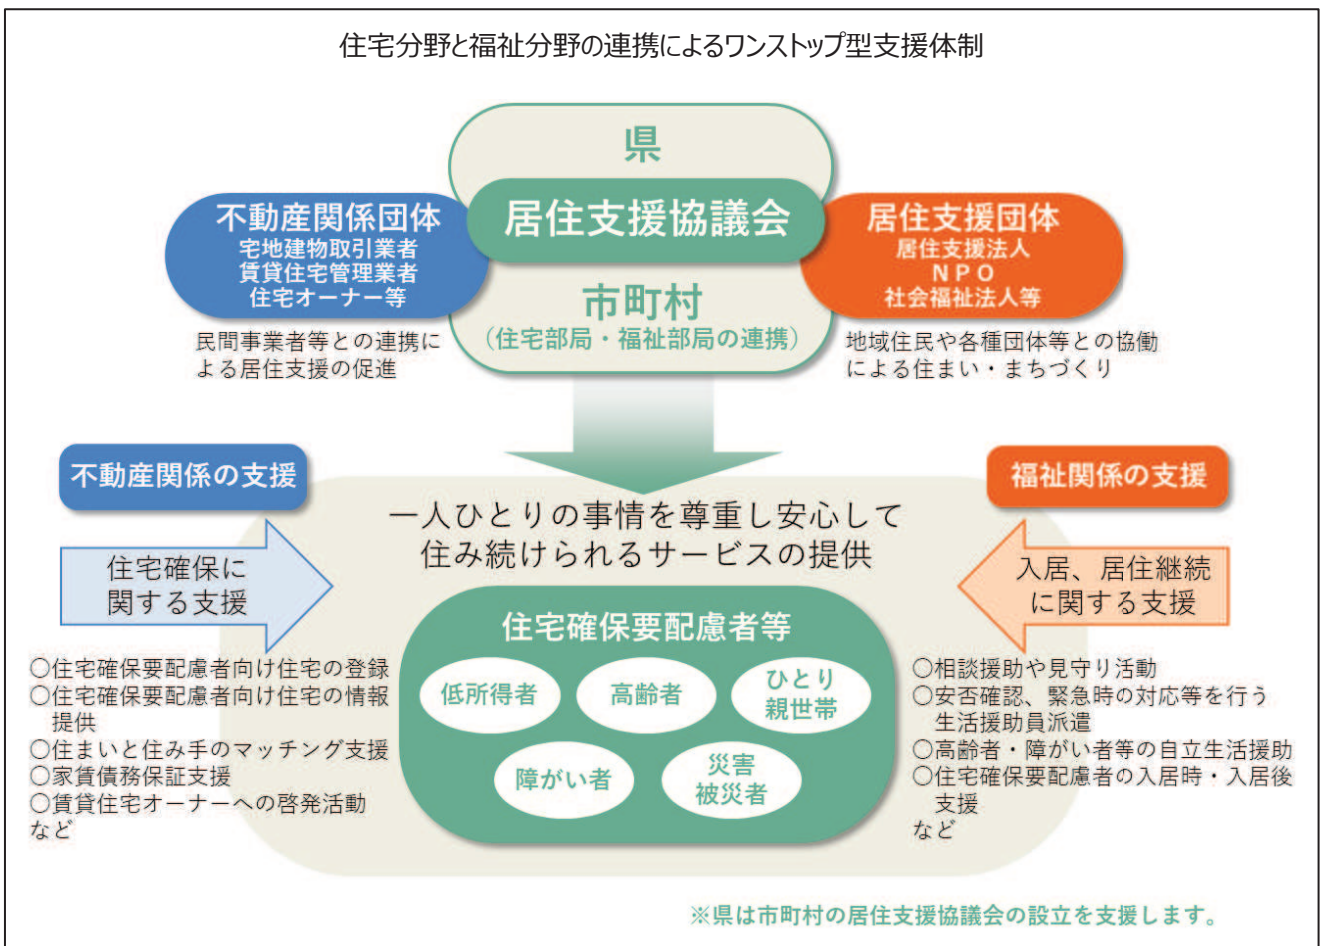 住宅分野と福祉分野の連携によるワンストップ型支援体制
県
居住支援協議会
市町村
（住宅部局・福祉部局の連携）
不動産関係団体
宅地建物取引業者
賃貸住宅管理業者
住宅オーナー等
民間事業者等との連携に
よる居住支援の促進
居住支援団体
居住支援法人
ＮＰＯ
社会福祉法人等
地域住民や各種団体等との協働
による住まい・まちづくり
不動産関係の支援
住宅確保に
関する支援
○住宅確保要配慮者向け住宅の登録
○住宅確保要配慮者向け住宅の情報
提供
○住まいと住み手のマッチング支援
○家賃債務保証支援
○賃貸住宅オーナーへの啓発活動
など
一人ひとりの事情を尊重し安心して
住み続けられるサービスの提供
住宅確保要配慮者等
低所得者
高齢者
ひとり
親世帯
障がい者
災害
被災者
福祉関係の支援
入居、居住継続
に関する支援
○相談援助や見守り活動
○安否確認、緊急時の対応等を行う
生活援助員派遣
○高齢者・障がい者等の自立生活援助
○住宅確保要配慮者の入居時・入居後
支援
など
※県は市町村の居住支援協議会の設立を支援します。